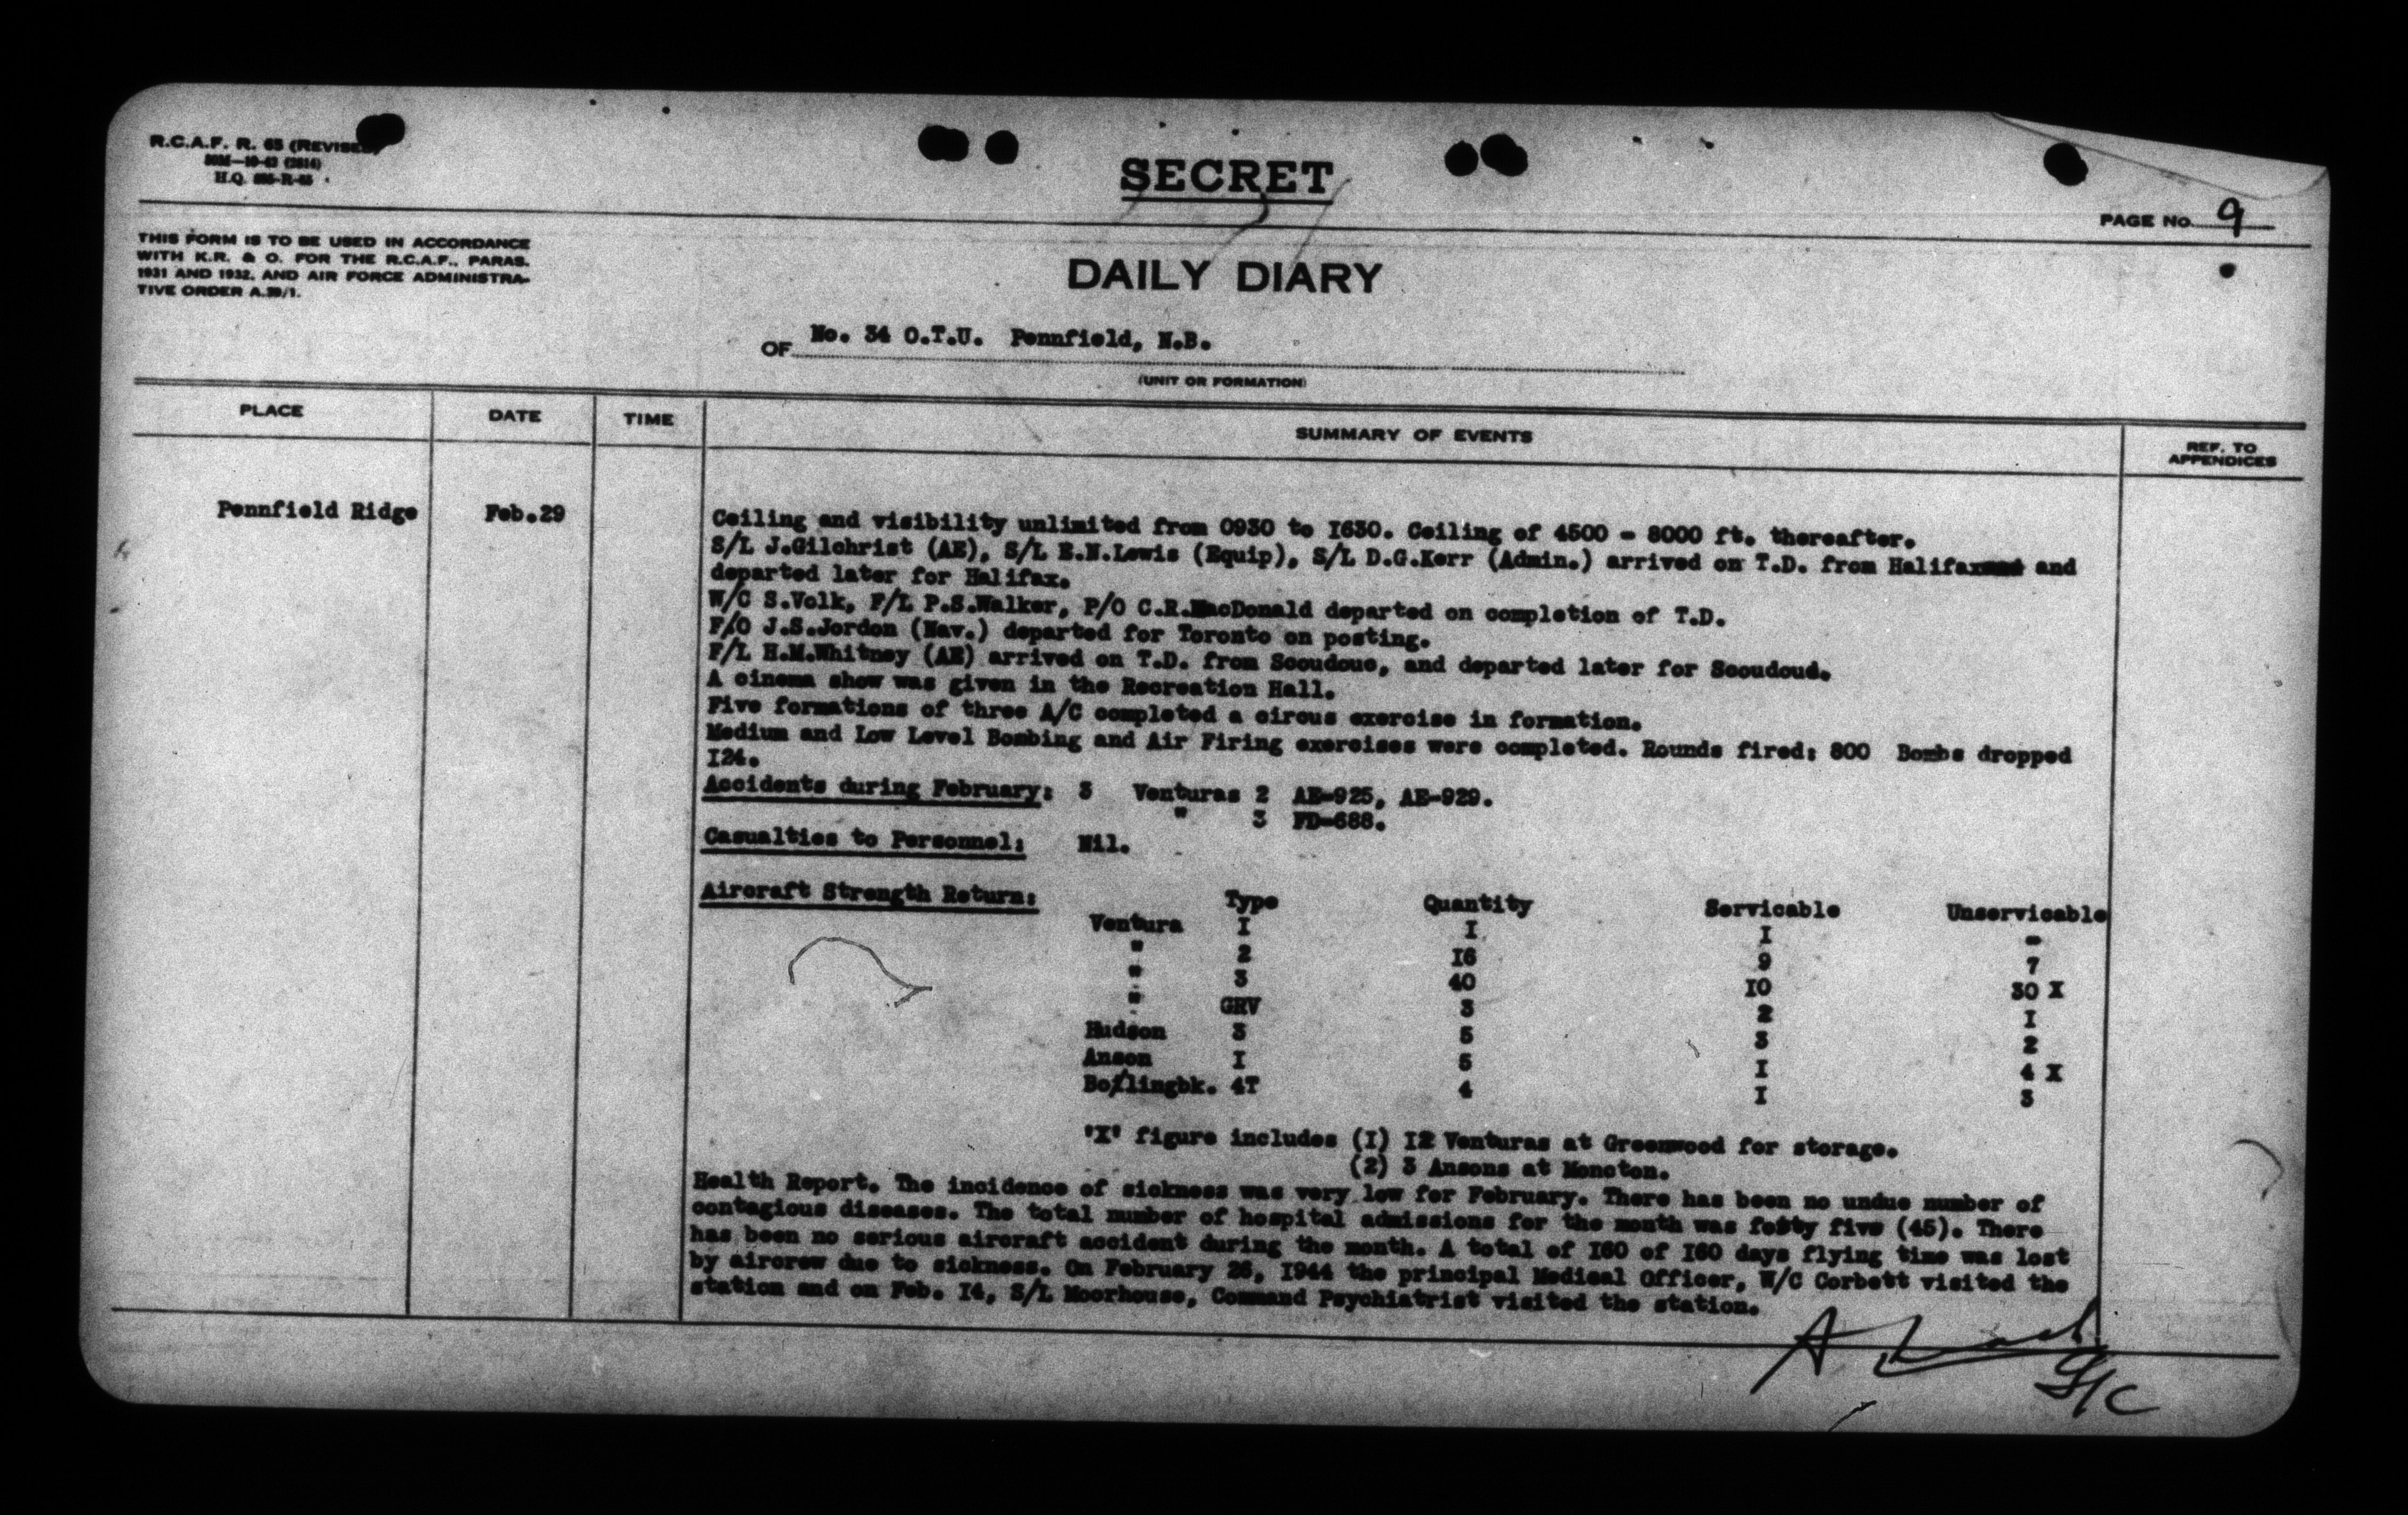 R.C.A.F. R. 65 (REVISED)
H.Q. 885-R-65
SECRET
PAGE NO. 9
THIS FORM IS TO BE USED IN ACCORDANCE
WITH K.R. & O. FOR THE R.C.A.F., PARAS.
1931 AND 1932, AND AIR FORCE ADMINISTRA-
TIVE ORDER A.39/1.
DAILY DIARY
OF No. 34 O.T.U. Pennfield, N.B.
(UNIT OR FORMATION)
PLACE DATE TIME SUMMARY OF EVENTS REF. TO
APPENDICES
Pennfield Ridge Feb.29
Ceiling and visibility unlimited from 0930 to I630. Ceiling of 4500 - 8000 ft. thereafter.
S/L J.Gilchrist (AE), S/L E.N.Lewis (Equip), S/L D.G.Kerr (Admin.) arrived on T.D. from Halifax and
departed later for Halifax.
W/C S.Volk, F/L P.S.Walker, P/O C.R.MacDonald departed on completion of T.D.
F/O J.S.Jordon (Nav.) departed for Toronto on posting.
F/L H.M.Whitney (AE) arrived on T.D. from Scoudouc, and departed later for Scoudoud.
A cinema show was given in the Recreation Hall.
Five formations of three A/C completed a circus exercise in formation.
Medium and Low Level Bombing and Air Firing exercises were completed. Rounds fired: 800 Bombs dropped
I24.
Accidents during February: 3 Venturas 2 AE-925, AE-929.
" 3 FD-688.
Casualties to Personnel: Nil.
Aircraft Strength Return: Type Quantity Servicable Unservicable
Ventura I I I -
" 2 16 9 7
" 3 40 IO 30 X
" GRV 3 2 I
Hudson 3 5 3 2
Anson I 5 I 4 X
Bo/lingbk. 4T 4 I 3
'X' figure includes (I) I2 Venturas at Greenwood for storage.
(2) 3 Ansons at Moncton.
Health Report. The incidence of sickness was very low for February. There has been no undue number of
contagious diseases. The total number of hospital admissions for the month was forty five (45). There
has been no serious aircraft accident during the month. A total of I60 of I60 days flying time was lost
by aircrew due to sickness. On February 26, I944 the principal Medical Officer, W/C Corbett visited the
station and on Feb. I4, S/L Moorhouse, Command Psychiatrist visited the station.
G/C